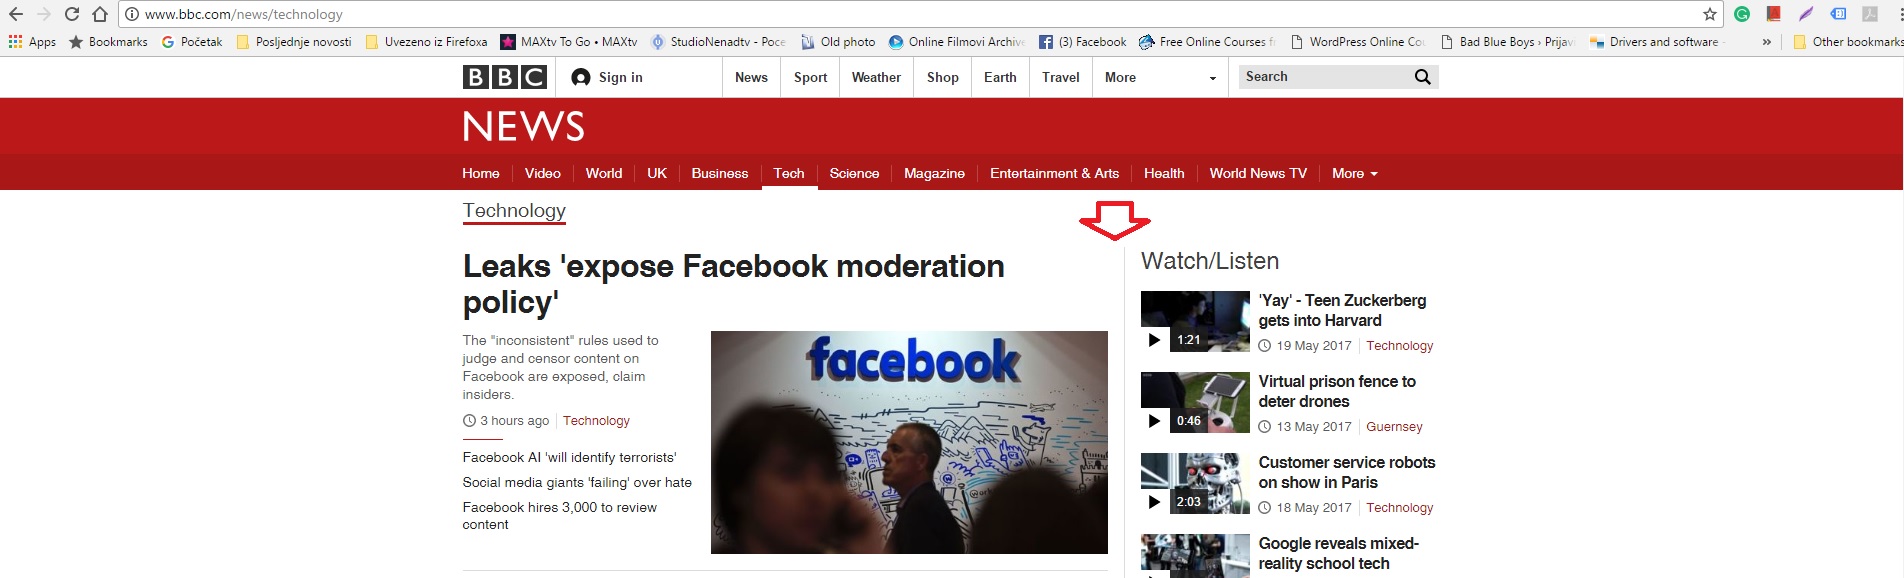 www.bbc.com/news/technology
Apps Bookmarks Početak Posljednje novosti Uvezeno iz Firefoxa MAXtv To Go • MAXtv StudioNenadtv - Poce Old photo Online Filmovi Archive (3) Facebook Free Online Courses f WordPress Online Co Bad Blue Boys › Prijav Drivers and software - » Other bookmarks
BBC Sign in News Sport Weather Shop Earth Travel More Search
NEWS
Home Video World UK Business Tech Science Magazine Entertainment & Arts Health World News TV More
Technology
Leaks 'expose Facebook moderation
policy'
The "inconsistent" rules used to
judge and censor content on
Facebook are exposed, claim
insiders.
3 hours ago Technology
Facebook AI 'will identify terrorists'
Social media giants 'failing' over hate
Facebook hires 3,000 to review
content
facebook
Watch/Listen
'Yay' - Teen Zuckerberg
gets into Harvard
1:21
19 May 2017 Technology
Virtual prison fence to
deter drones
0:46
13 May 2017 Guernsey
Customer service robots
on show in Paris
2:03
18 May 2017 Technology
Google reveals mixed-
reality school tech